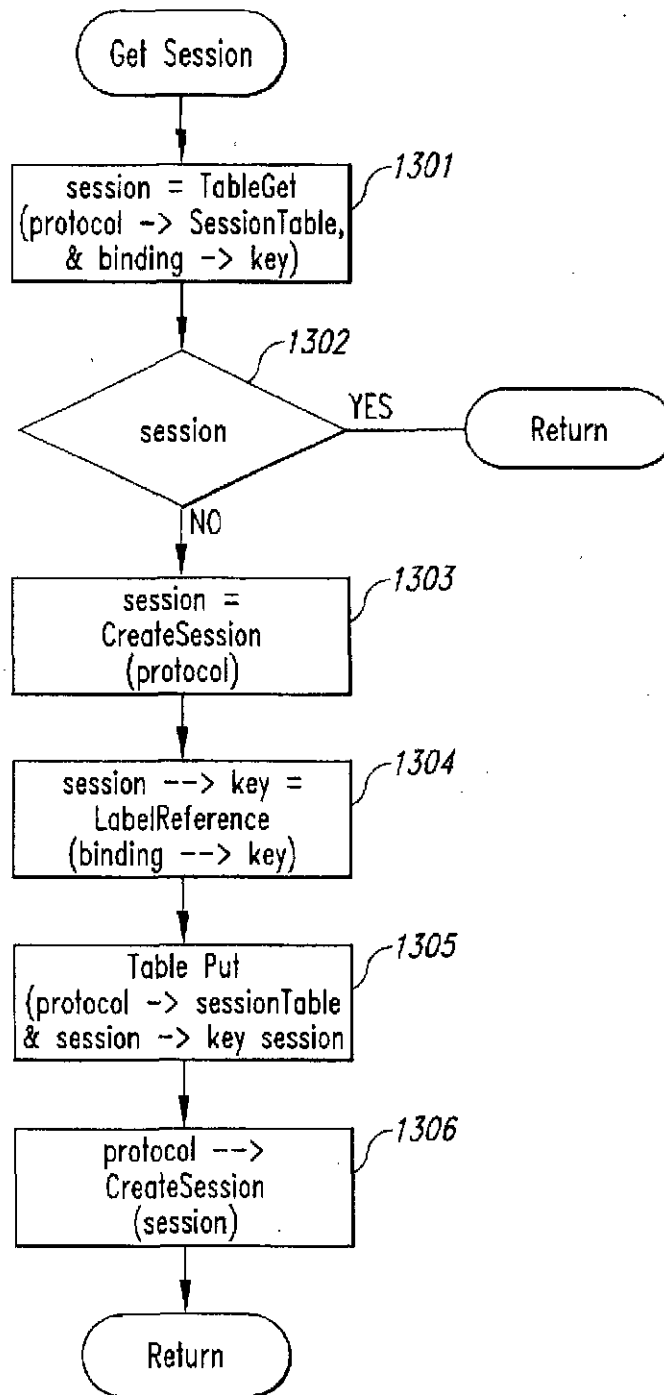 Get Session
1301
session = TableGet
(protocol -> SessionTable,
& binding -> key)
1302
session
YES
Return
NO
1303
session =
CreateSession
(protocol)
1304
session --> key =
LabelReference
(binding --> key)
1305
Table Put
(protocol -> sessionTable
& session -> key session
1306
protocol -->
CreateSession
(session)
Return